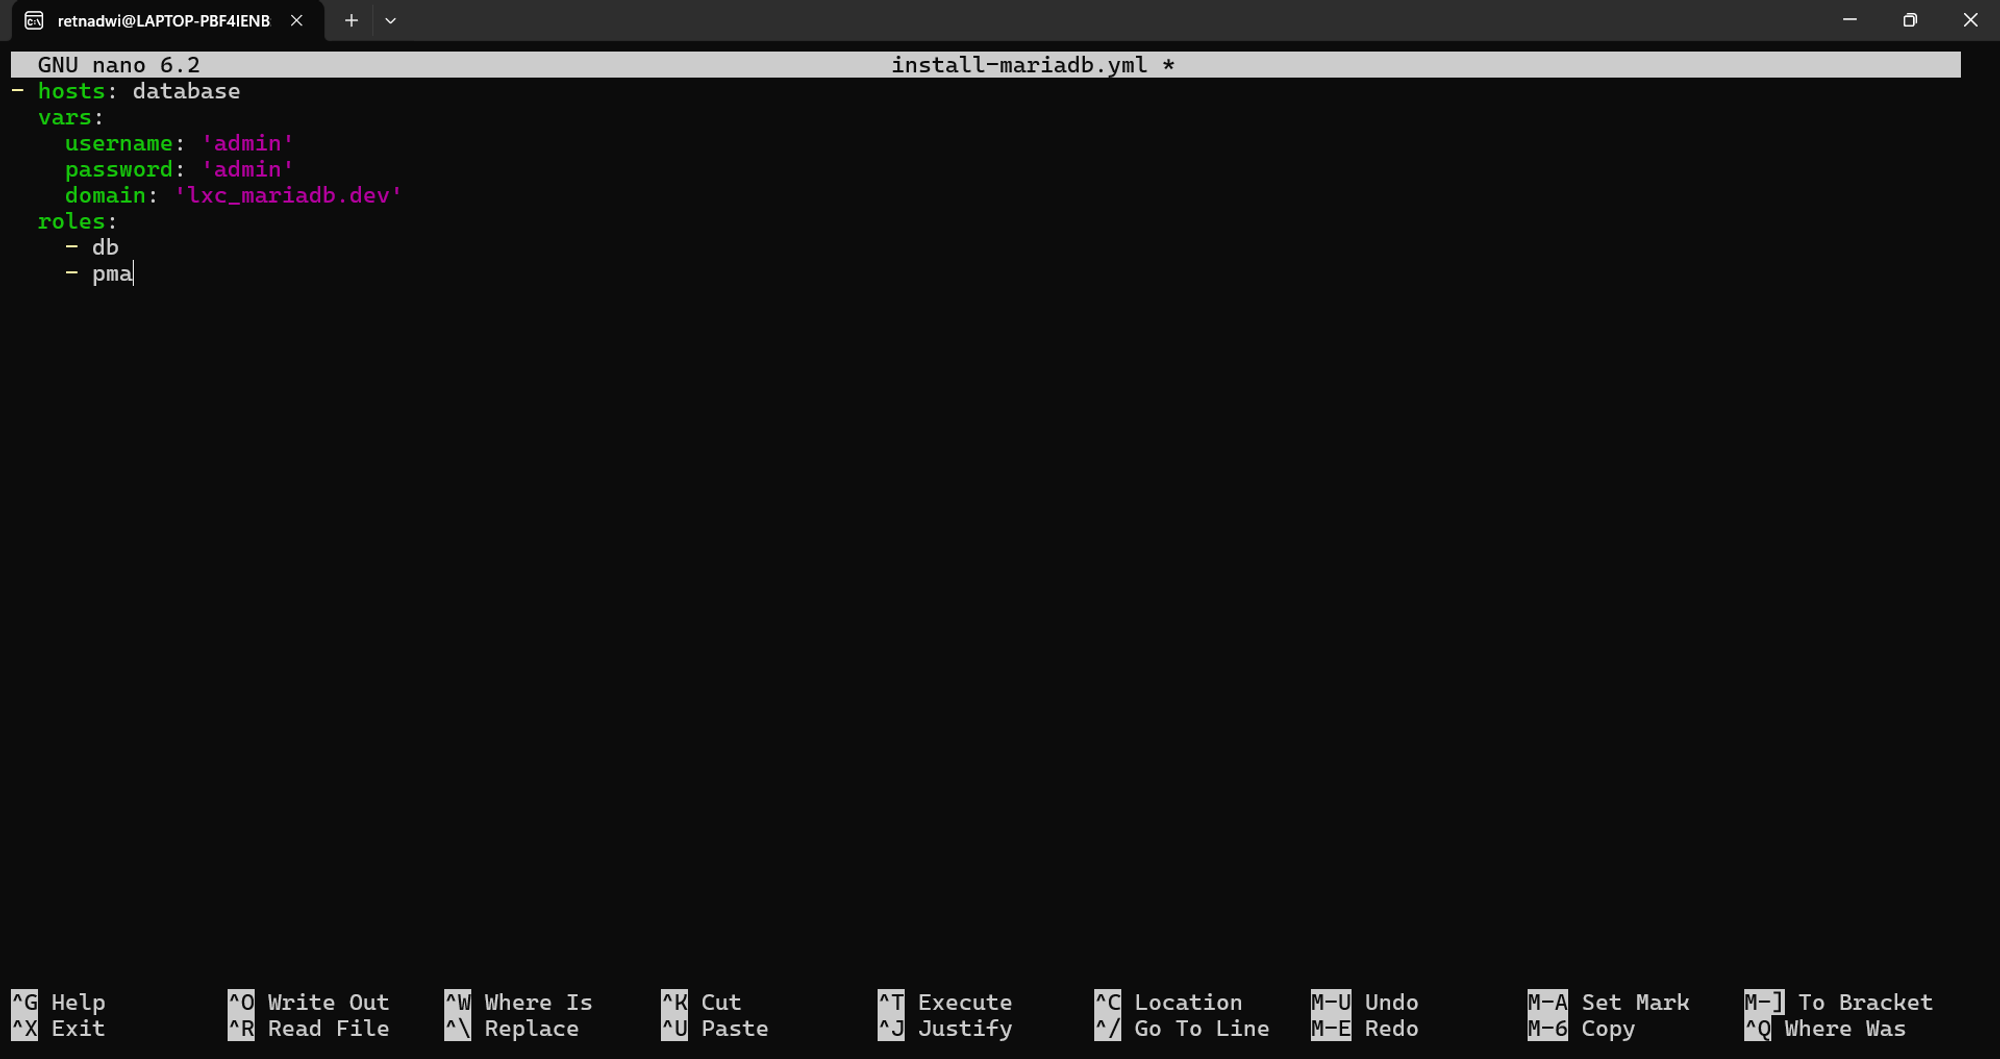 retnadwi@LAPTOP-PBF4IENB
GNU nano 6.2 install-mariadb.yml *
- hosts: database
  vars:
    username: 'admin'
    password: 'admin'
    domain: 'lxc_mariadb.dev'
  roles:
    - db
    - pma
^G Help ^O Write Out ^W Where Is ^K Cut ^T Execute ^C Location M-U Undo M-A Set Mark M-] To Bracket
^X Exit ^R Read File ^\ Replace ^U Paste ^J Justify ^/ Go To Line M-E Redo M-6 Copy ^Q Where Was